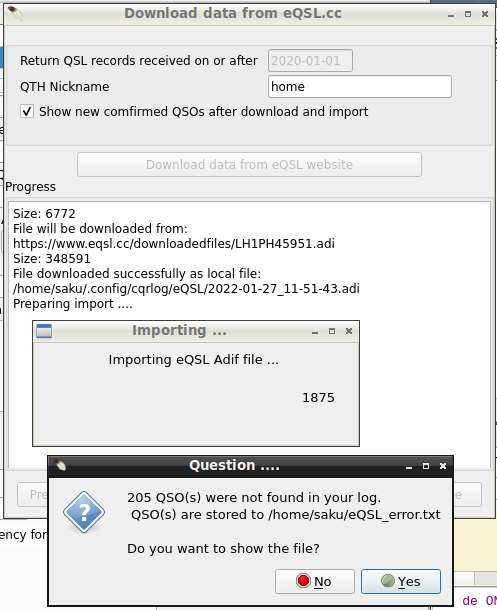 Download data from eQSL.cc
Return QSL records received on or after 2020-01-01
QTH Nickname home
Show new comfirmed QSOs after download and import
Download data from eQSL website
Progress
Size: 6772
File will be downloaded from:
https://www.eqsl.cc/downloadedfiles/LH1PH45951.adi
Size: 348591
File downloaded successfully as local file:
/home/saku/.config/cqrlog/eQSL/2022-01-27_11-51-43.adi
Preparing import ....
Importing ...
Importing eQSL Adif file ...
1875
Question ....
205 QSO(s) were not found in your log.
QSO(s) are stored to /home/saku/eQSL_error.txt
Do you want to show the file?
No Yes
ency for
de